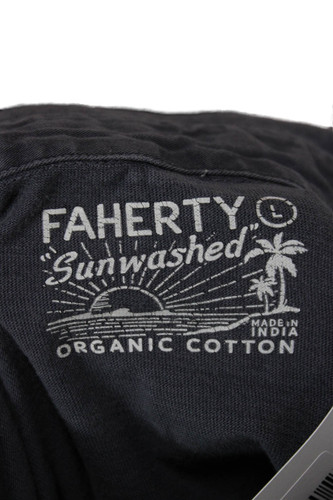 FAHERTY L
"Sunwashed"
MADE IN
INDIA
ORGANIC COTTON